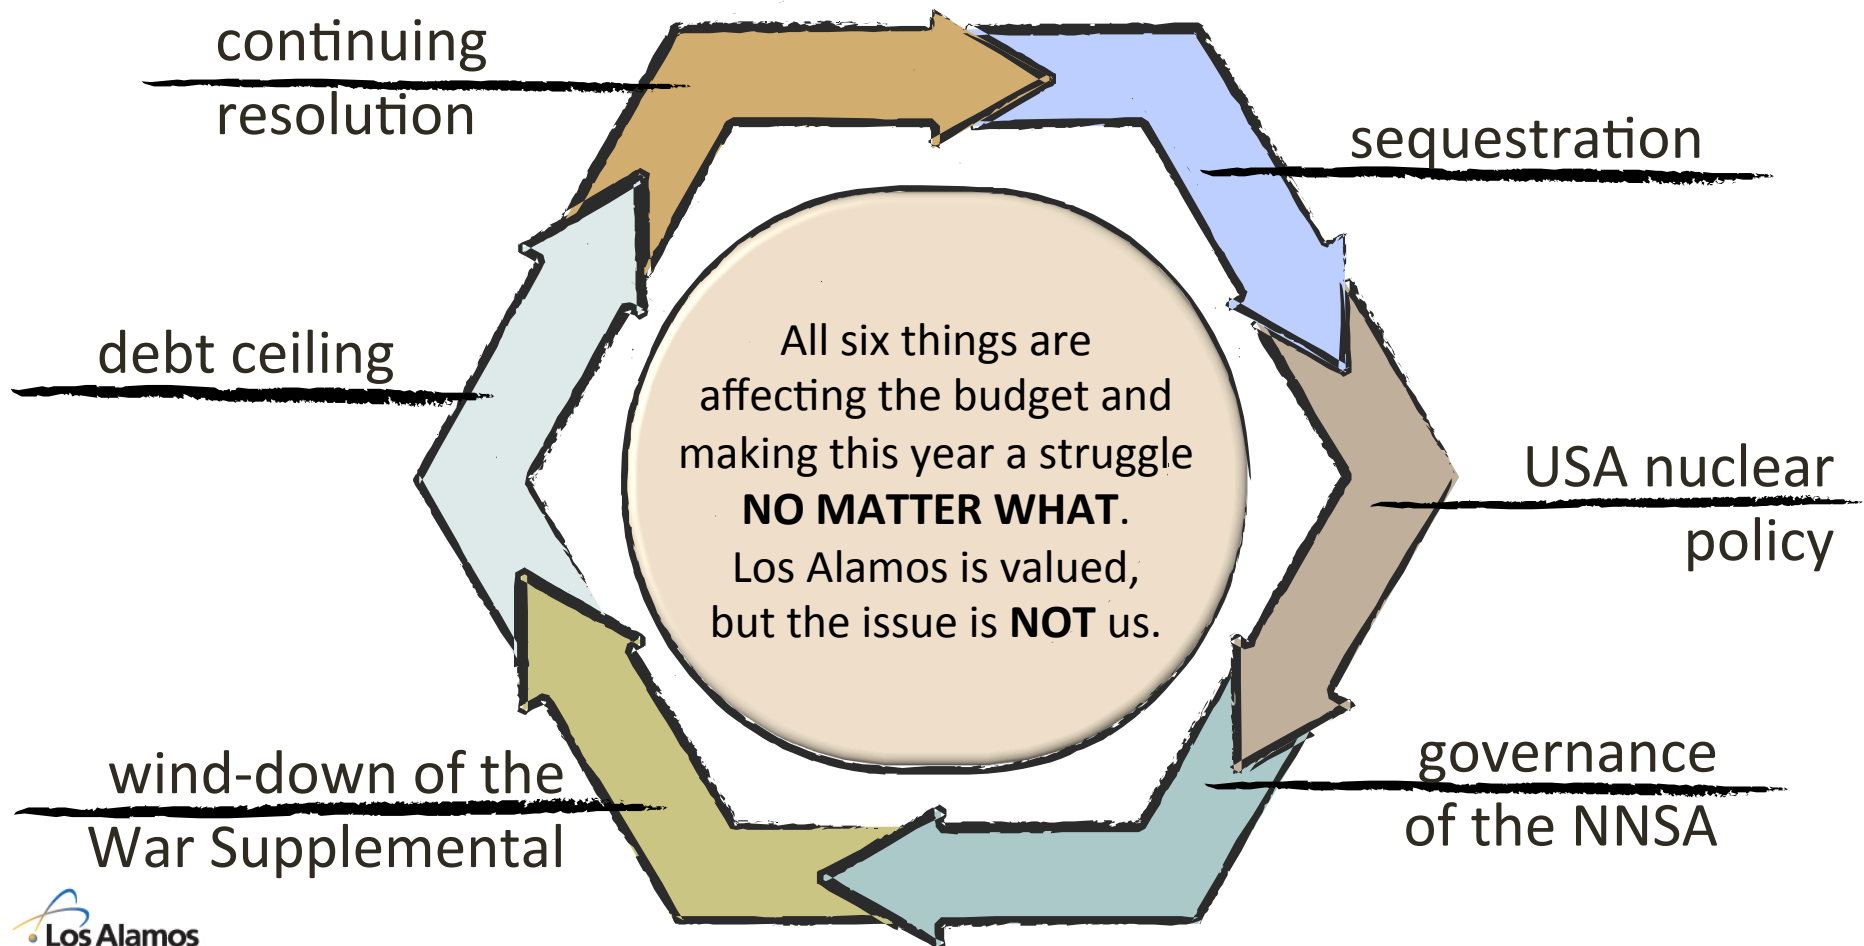 continuing
resolution
sequestration
debt ceiling
All six things are
affecting the budget and
making this year a struggle
NO MATTER WHAT.
Los Alamos is valued,
but the issue is NOT us.
USA nuclear
policy
wind-down of the
War Supplemental
governance
of the NNSA
Los Alamos